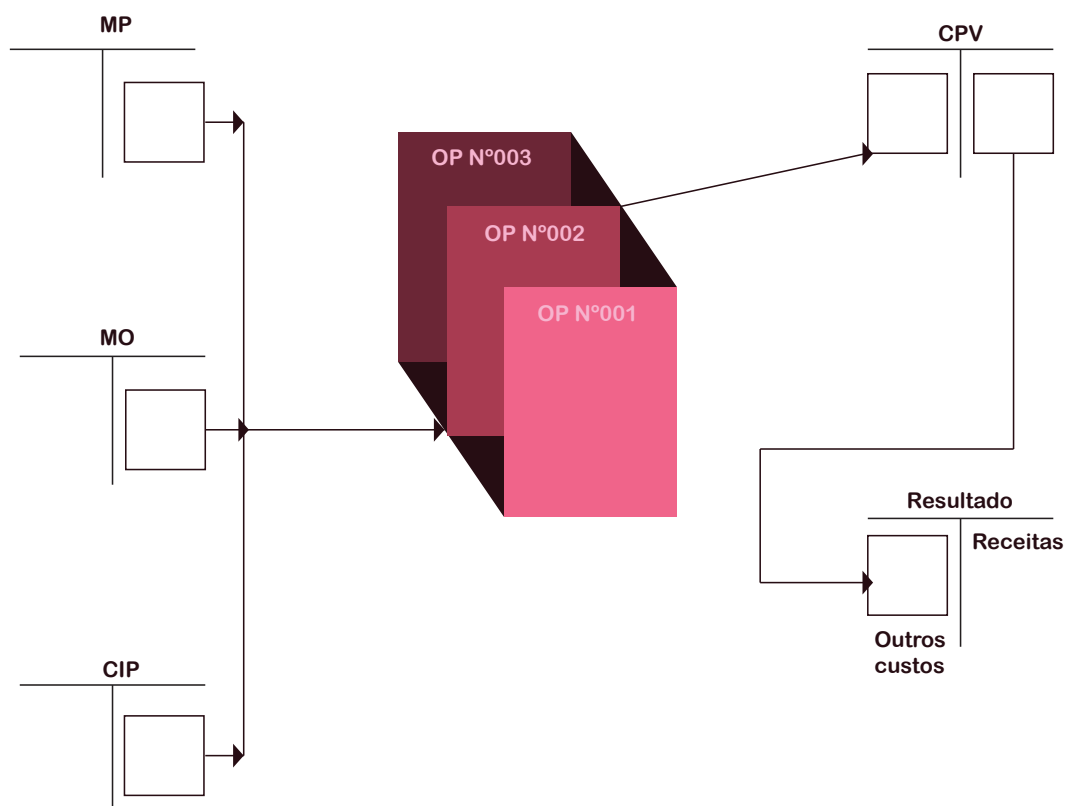 MP
CPV
OP Nº003
OP Nº002
OP Nº001
MO
Resultado
Receitas
Outros
custos
CIP